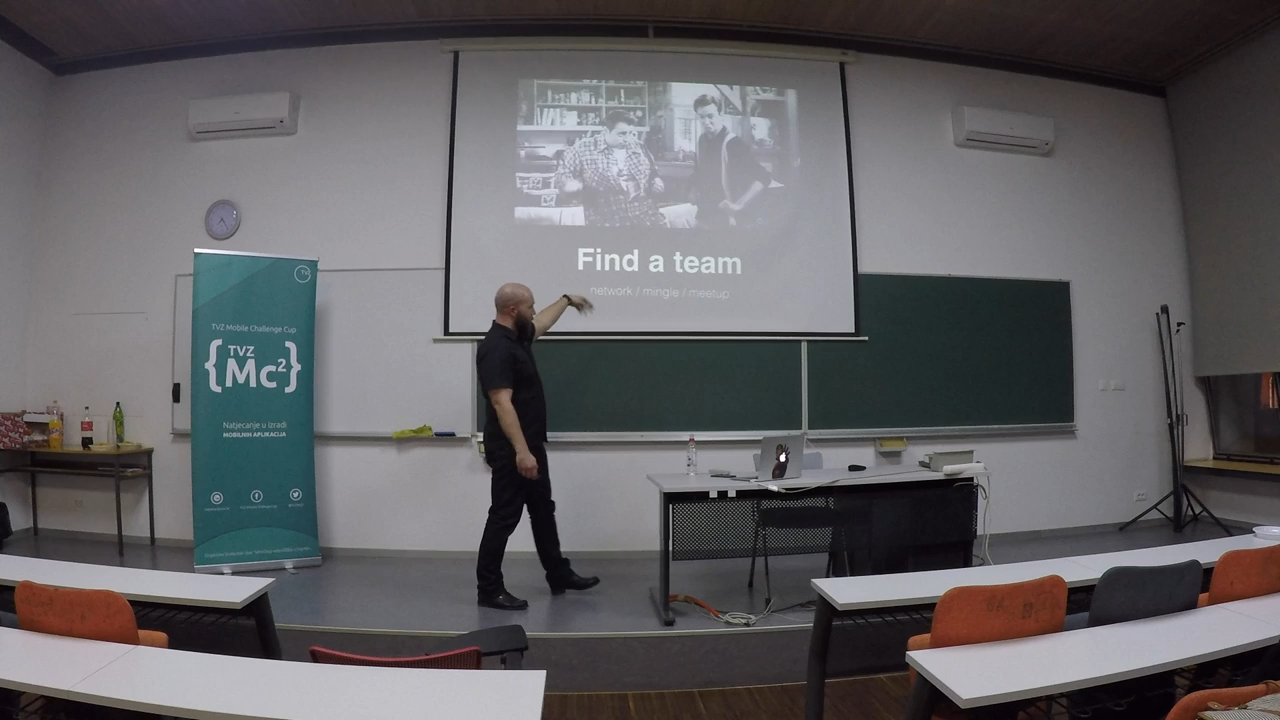 Find a team
network / mingle / meetup
TVZ Mobile Challenge Cup
TVZ
{Mc²}
Natjecanje u izradi
MOBILNIH APLIKACIJA